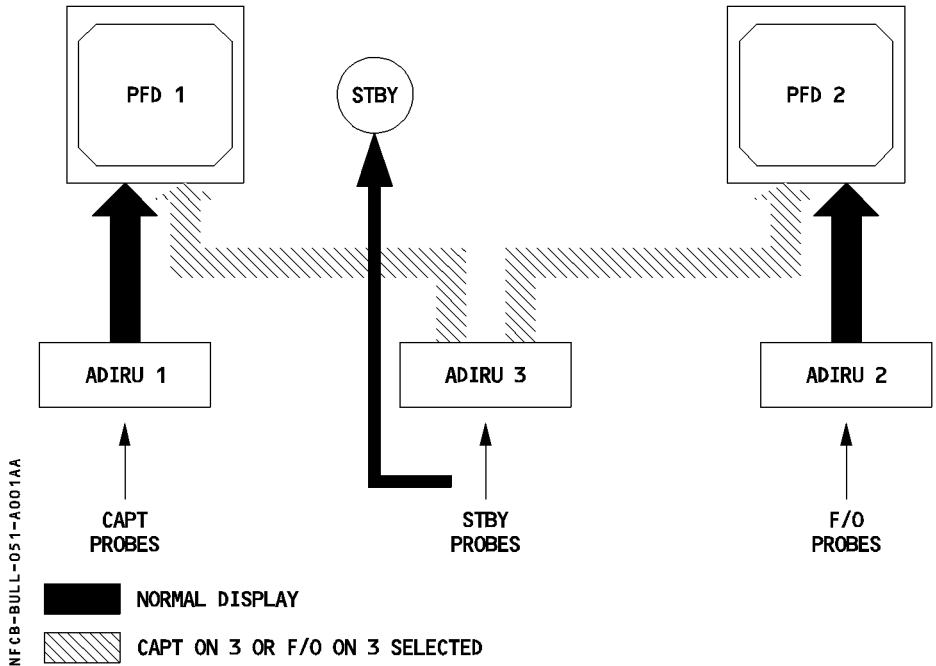 PFD 1
STBY
PFD 2
ADIRU 1
ADIRU 3
ADIRU 2
CAPT
PROBES
STBY
PROBES
F/O
PROBES
NORMAL DISPLAY
CAPT ON 3 OR F/O ON 3 SELECTED
NFCB-BULL-051-A001AA